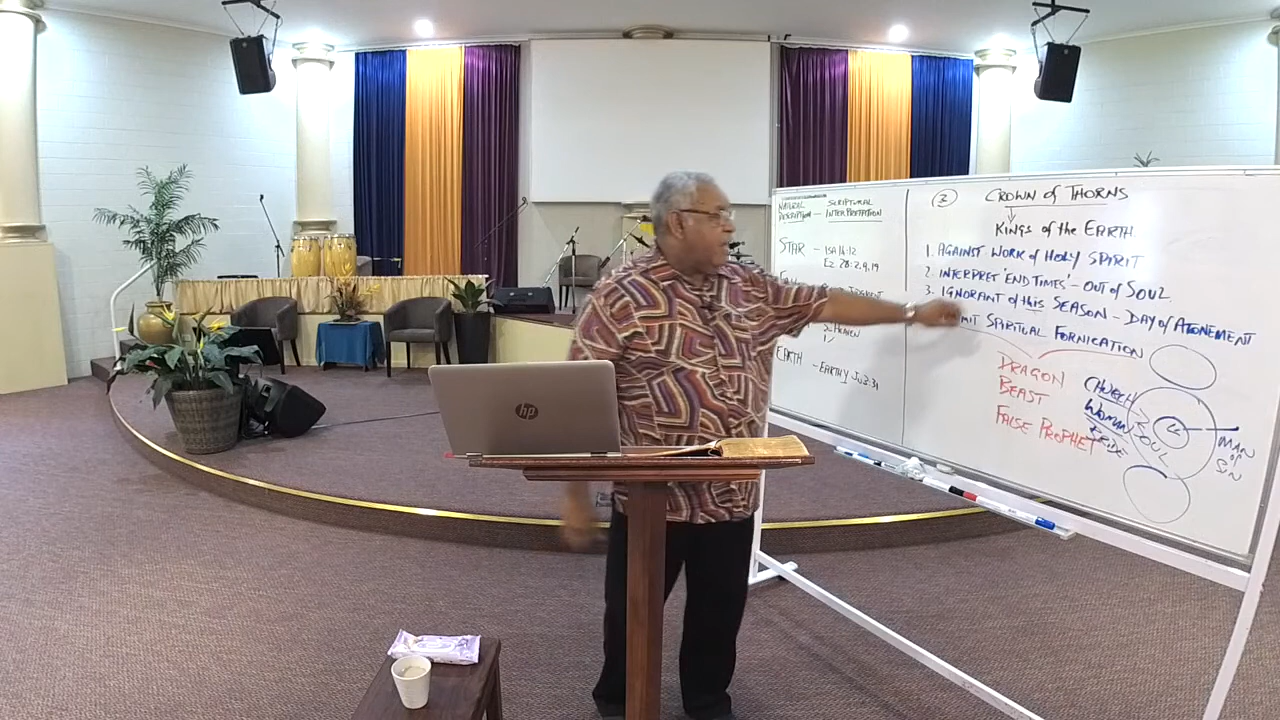 NATURAL SCRIPTURAL
DESCRIPTION — INTERPRETATION
STAR — ISA 14:12
EZ 28:2,9,19
JUDGMENT
HEAVEN
EARTH — EARTHY JN 3:31
② CROWN of THORNS
KINGS of the EARTH
1. AGAINST WORK of HOLY SPIRIT
2. INTERPRET 'END TIMES' — OUT of SOUL
3. IGNORANT of this SEASON — DAY of ATONEMENT
MIT SPIRITUAL FORNICATION
DRAGON
BEAST
FALSE PROPHET
CHURCH
WOMAN
BRIDE
SOUL
MAN
of
SIN
hp